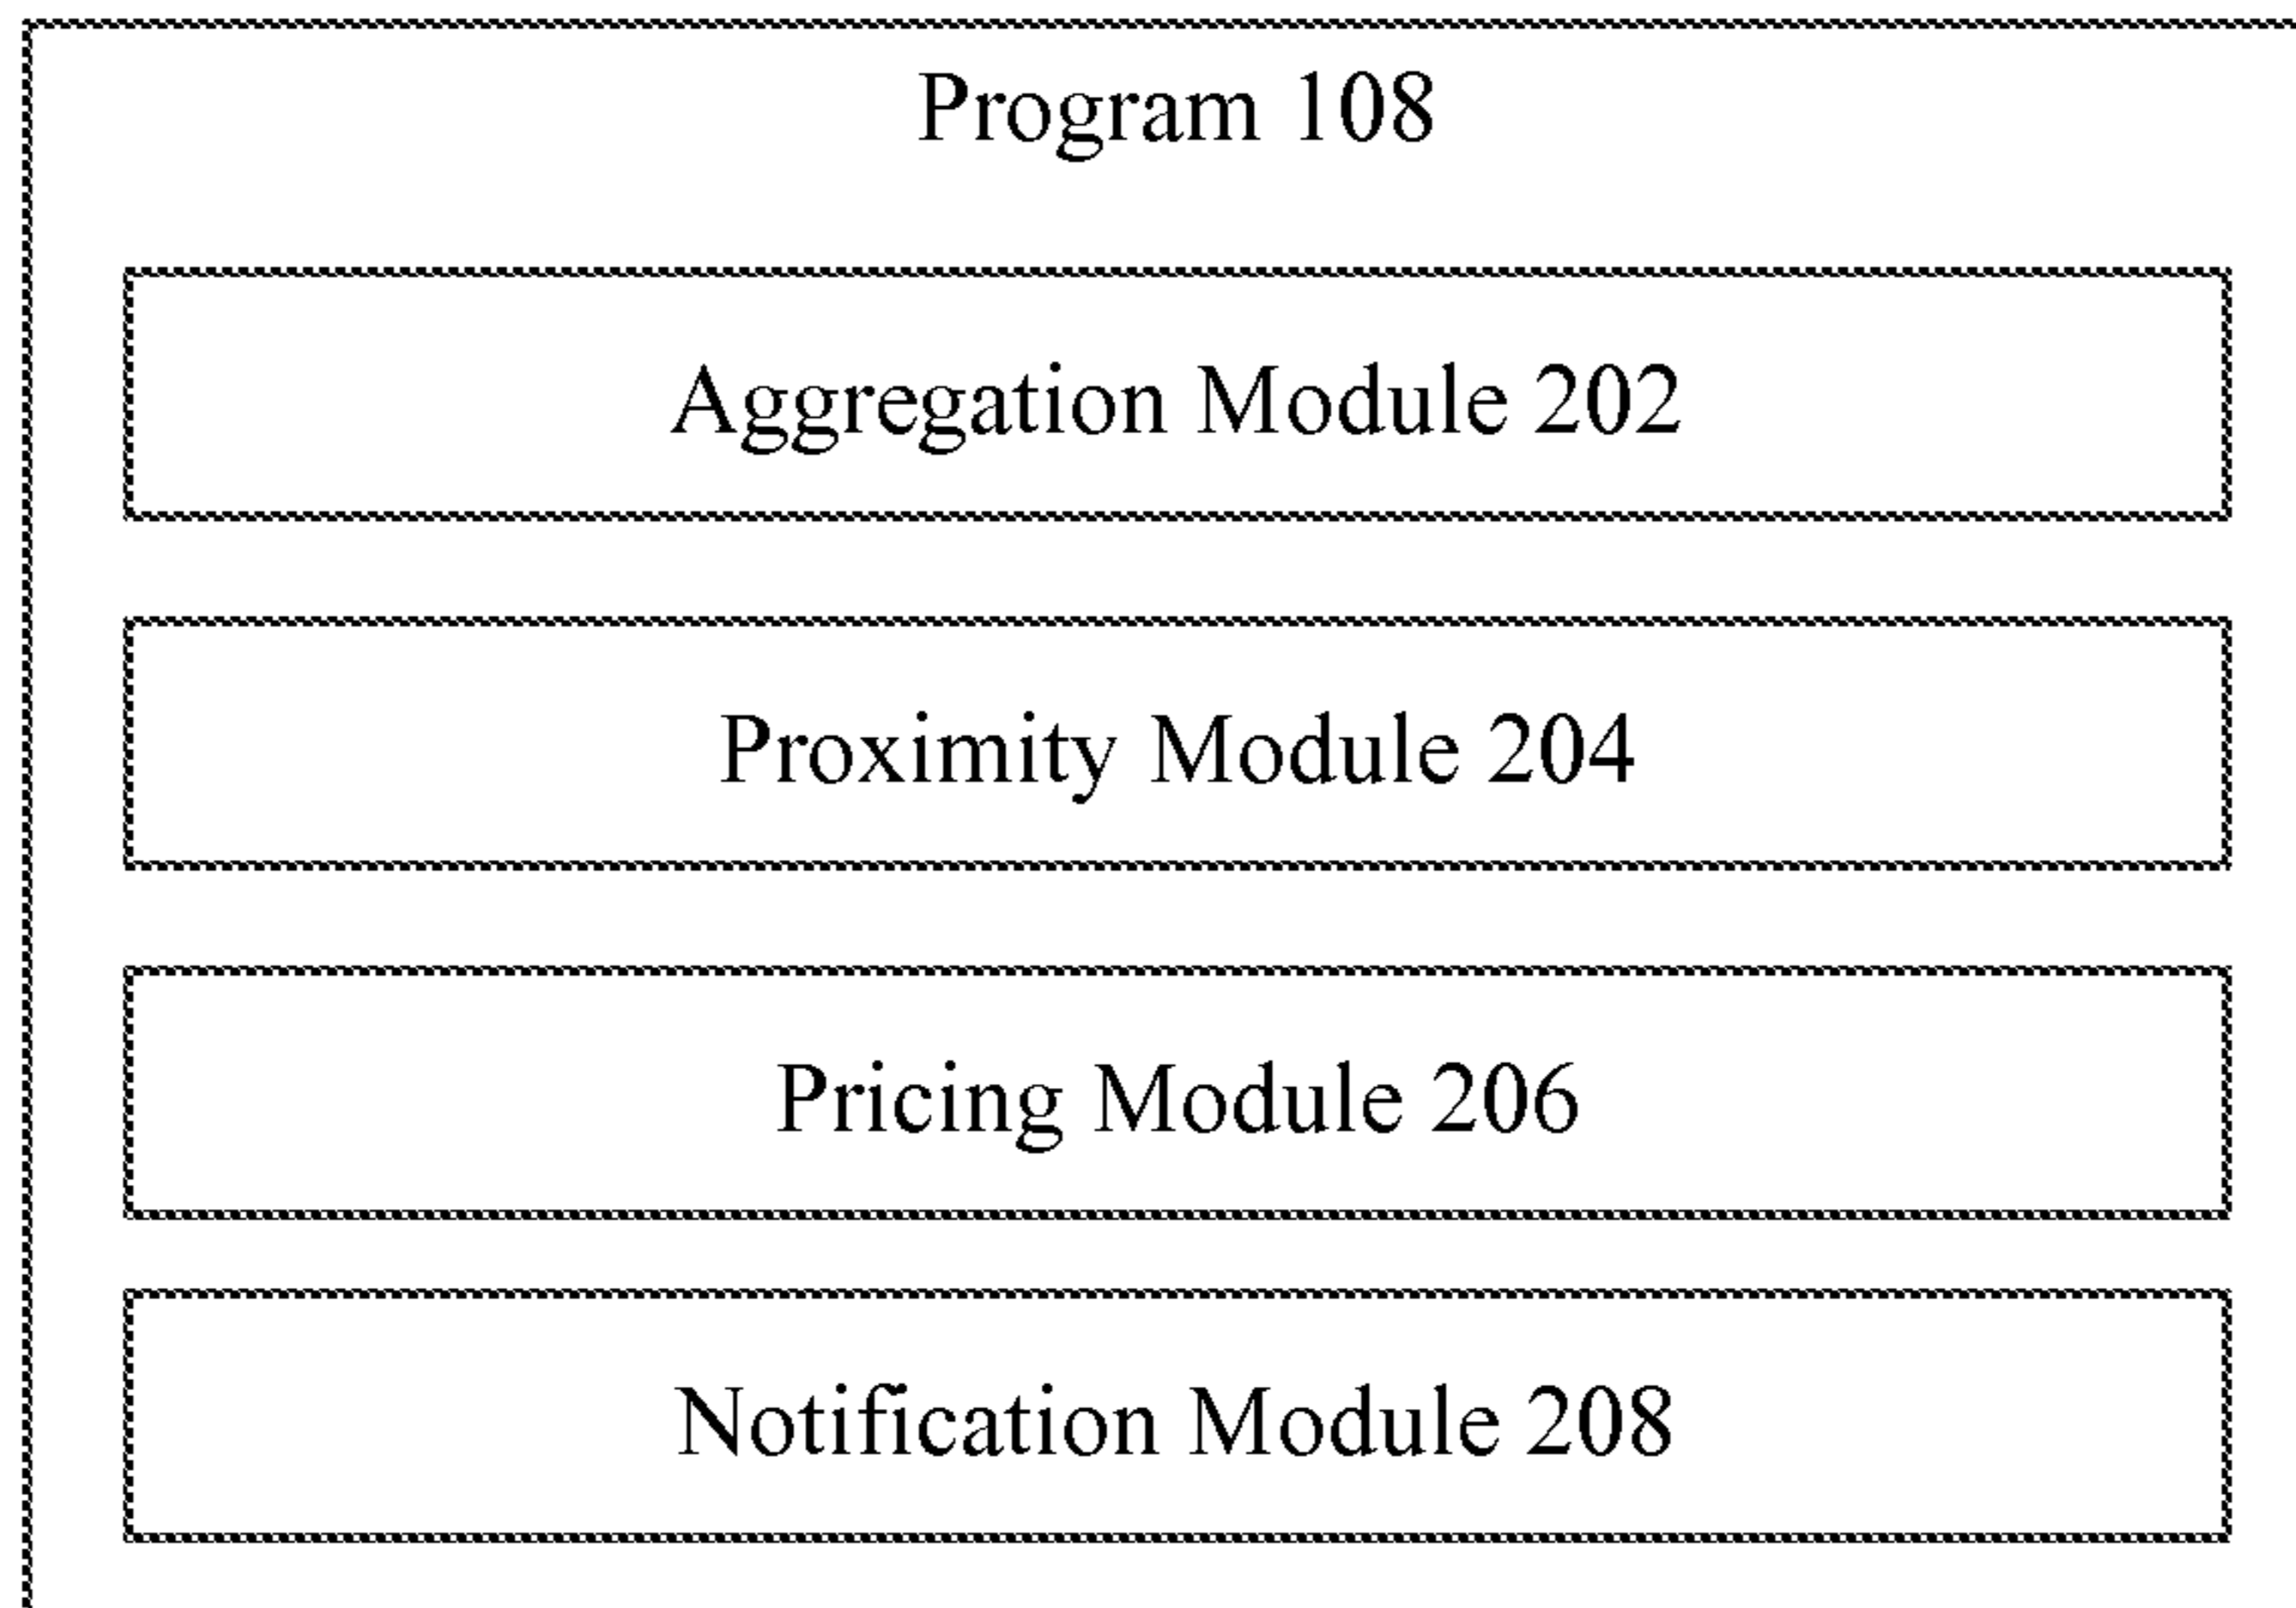 Program 108
Aggregation Module 202
Proximity Module 204
Pricing Module 206
Notification Module 208